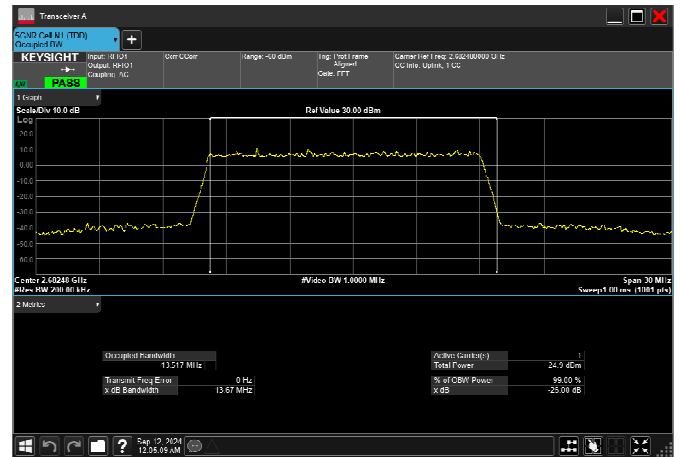 Transceiver A
5GNR Cell N1 (TDD)
Occupied BW
KEYSIGHT
PASS
Input: RFIO1
Output: RFIO1
Coupling: AC
Corr CCorr
Trig: Prot Frame
Aligned
Gate: FFT
Carrier Ref Freq: 2.682480000 GHz
CC Info: Uplink, 1 CC
1 Graph
Scale/Div 10.0 dB
Ref Value 30.00 dBm
Log
20.0
10.0
0.00
-10.0
-20.0
-30.0
-40.0
-50.0
-60.0
Center 2.68248 GHz
#Video BW 1.0000 MHz
Span 30 MHz
#Res BW 200.00 kHz
Sweep 1.00 ms (1001 pts)
2 Metrics
Occupied Bandwidth
13.517 MHz
Transmit Freq Error 0 Hz
x dB Bandwidth 13.67 MHz
Active Carrier(s) 1
Total Power 24.9 dBm
% of OBW Power 99.00 %
x dB -25.00 dB
?
Sep 12, 2024
12:05:09 AM